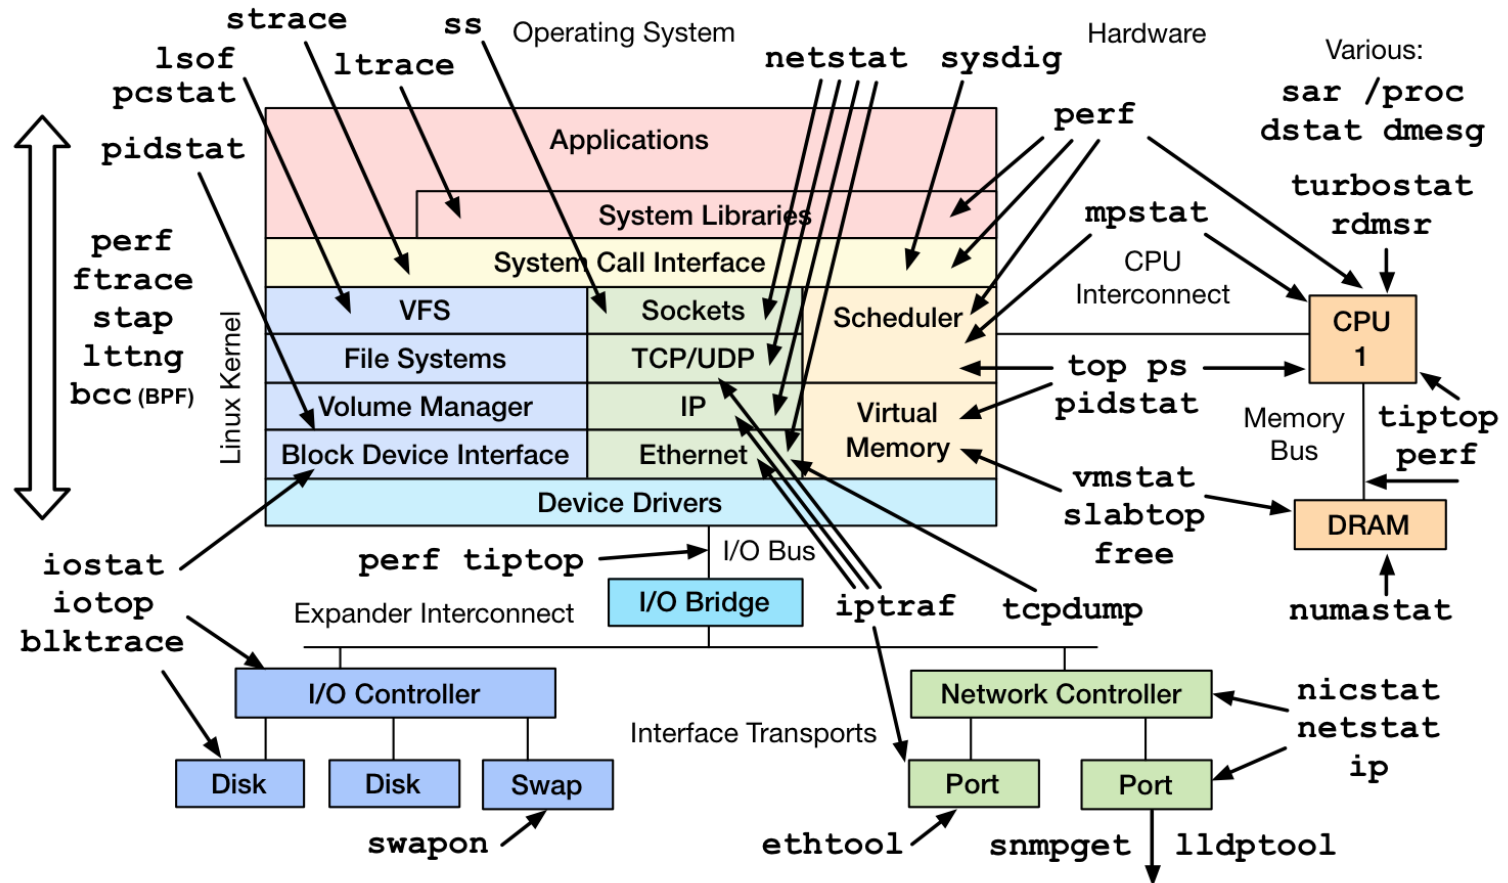 strace
ss
Operating System
Hardware
Various:
lsof
pcstat
ltrace
netstat
sysdig
sar /proc
dstat dmesg
perf
pidstat
Applications
turbostat
rdmsr
mpstat
System Libraries
perf
ftrace
stap
lttng
bcc (BPF)
System Call Interface
CPU
Interconnect
Linux Kernel
VFS
Sockets
Scheduler
CPU
1
File Systems
TCP/UDP
top ps
pidstat
Volume Manager
IP
Virtual
Memory
Memory
Bus
tiptop
perf
Block Device Interface
Ethernet
vmstat
slabtop
free
Device Drivers
DRAM
iostat
iotop
blktrace
perf tiptop
I/O Bus
I/O Bridge
iptraf
tcpdump
numastat
Expander Interconnect
I/O Controller
Network Controller
nicstat
netstat
ip
Interface Transports
Disk
Disk
Swap
Port
Port
swapon
ethtool
snmpget
lldptool